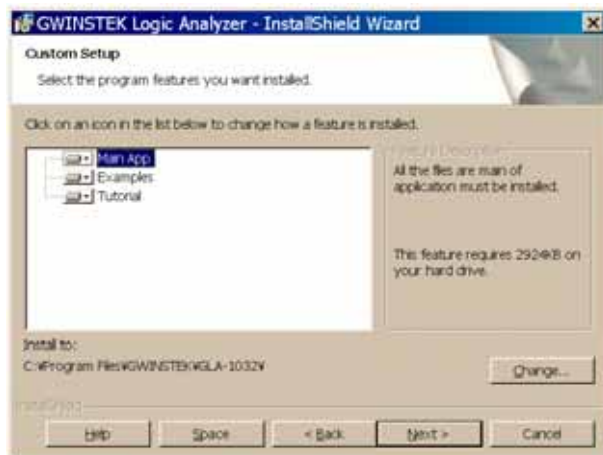 GWINSTEK Logic Analyzer - InstallShield Wizard
Custom Setup
Select the program features you want installed.
Click on an icon in the list below to change how a feature is installed.
Main App
Examples
Tutorial
Feature Description
All the files are main of
application must be installed.
This feature requires 2924KB on
your hard drive.
Install to:
C:¥Program Files¥GWINSTEK¥GLA-1032¥
Change...
InstallShield
Help
Space
< Back
Next >
Cancel